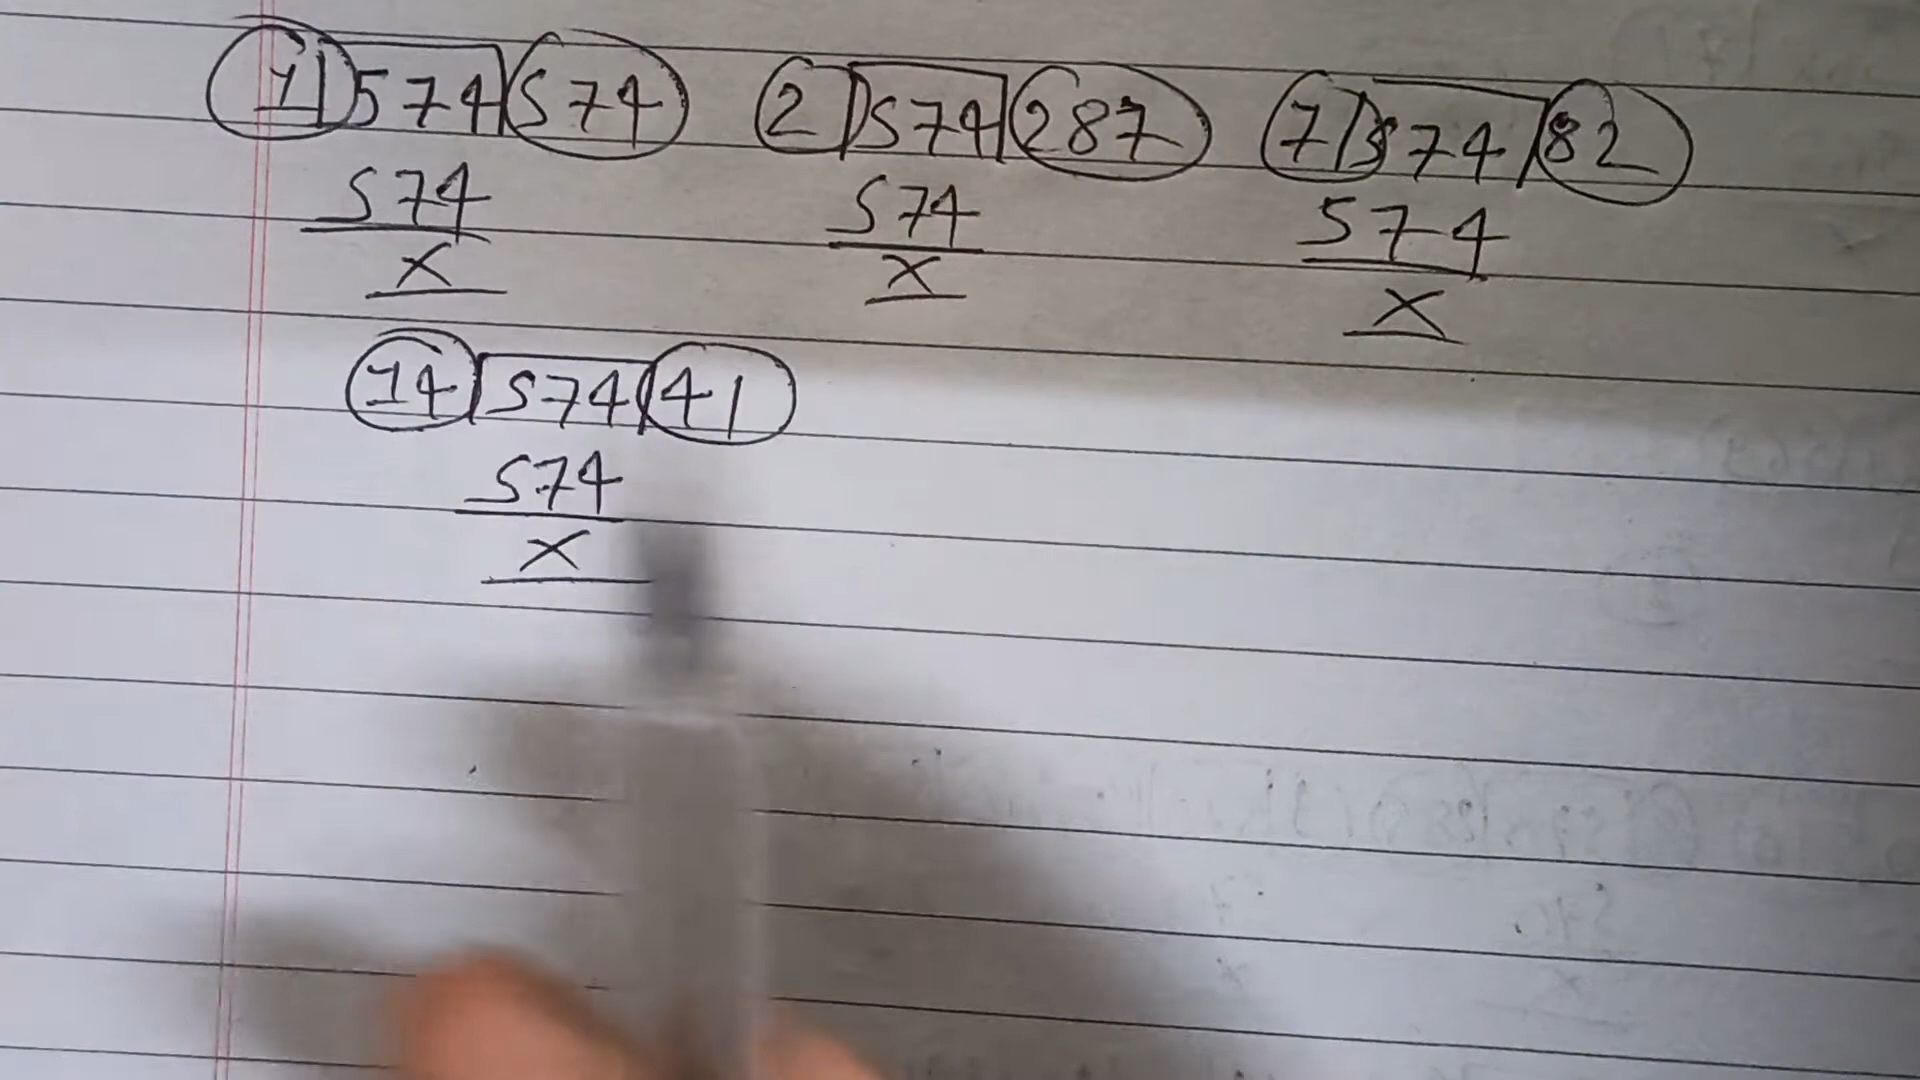 1)574(574 2)574(287 7)574(82
574 574 574
x x x
14)574(41
574
x